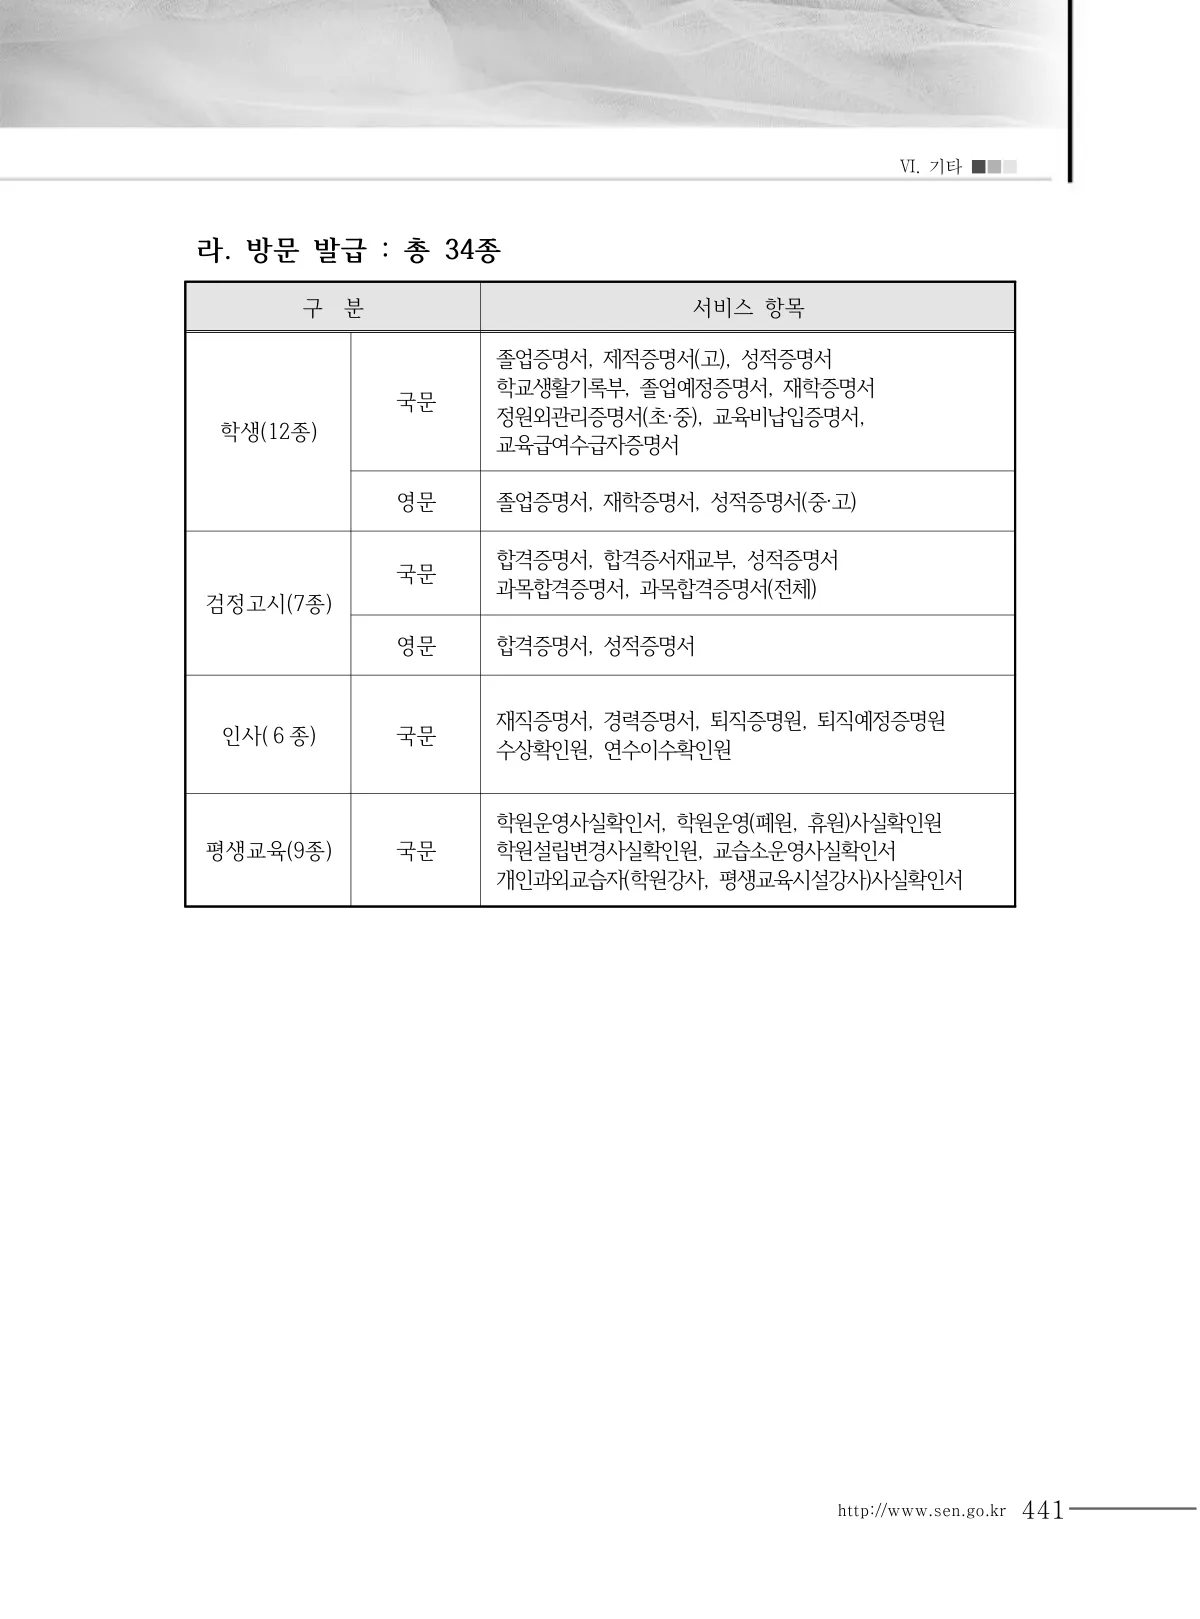 Ⅵ. 기타
라. 방문 발급 : 총 34종
구 분
서비스 항목
학생(12종)
국문
졸업증명서, 제적증명서(고), 성적증명서
학교생활기록부, 졸업예정증명서, 재학증명서
정원외관리증명서(초·중), 교육비납입증명서,
교육급여수급자증명서
영문
졸업증명서, 재학증명서, 성적증명서(중·고)
검정고시(7종)
국문
합격증명서, 합격증서재교부, 성적증명서
과목합격증명서, 과목합격증명서(전체)
영문
합격증명서, 성적증명서
인사( 6 종)
국문
재직증명서, 경력증명서, 퇴직증명원, 퇴직예정증명원
수상확인원, 연수이수확인원
평생교육(9종)
국문
학원운영사실확인서, 학원운영(폐원, 휴원)사실확인원
학원설립변경사실확인원, 교습소운영사실확인서
개인과외교습자(학원강사, 평생교육시설강사)사실확인서
http://www.sen.go.kr 441